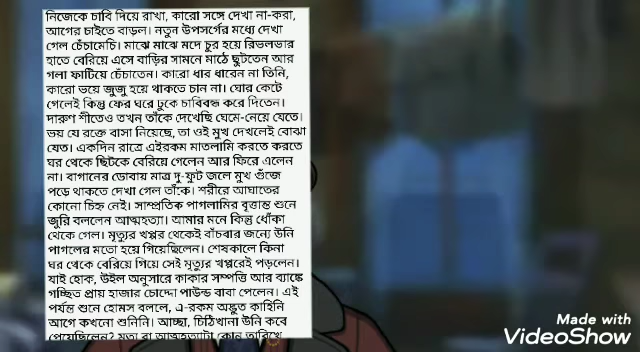 নিজেকে চাবি দিয়ে রাখা, কারো সঙ্গে দেখা না-করা,
আগের চাইতে বাড়ল। নতুন উপসর্গের মধ্যে দেখা
গেল চেঁচামেচি। মাঝে মাঝে মদে চুর হয়ে রিভলভার
হাতে বেরিয়ে এসে বাড়ির সামনে মাঠে ছুটতেন আর
গলা ফাটিয়ে চেঁচাতেন। কারো ধার ধারেন না তিনি,
কারো ভয়ে জুজু হয়ে থাকতে চান না। ঘোর কেটে
গেলেই কিন্তু ফের ঘরে ঢুকে চাবিবন্ধ করে দিতেন।
দারুণ শীতেও তখন তাঁকে দেখেছি ঘেমে-নেয়ে যেতে।
ভয় যে রক্তে বাসা নিয়েছে, তা ওই মুখ দেখলেই বোঝা
যেত। একদিন রাত্রে এইরকম মাতলামি করতে করতে
ঘর থেকে ছিটকে বেরিয়ে গেলেন আর ফিরে এলেন
না। বাগানের ডোবায় মাত্র দু-ফুট জলে মুখ গুঁজে
পড়ে থাকতে দেখা গেল তাঁকে। শরীরে আঘাতের
কোনো চিহ্ন নেই। সাম্প্রতিক পাগলামির বৃত্তান্ত শুনে
জুরি বললেন আত্মহত্যা। আমার মনে কিন্তু ধোঁকা
থেকে গেল। মৃত্যুর খপ্পর থেকেই বাঁচবার জন্যে উনি
পাগলের মতো হয়ে গিয়েছিলেন। শেষকালে কিনা
ঘর থেকে বেরিয়ে গিয়ে সেই মৃত্যুর খপ্পরেই পড়লেন।
যাই হোক, উইল অনুসারে কাকার সম্পত্তি আর ব্যাঙ্কে
গচ্ছিত প্রায় হাজার চোদ্দো পাউন্ড বাবা পেলেন। এই
পর্যন্ত শুনে হোমস বললে, এ-রকম অদ্ভুত কাহিনি
আগে কখনো শুনিনি। আচ্ছা, চিঠিখানা উনি কবে
পেয়েছিলেন? মৃত্যু বা আত্মহত্যাটা কোন তারিখে
Made with
VideoShow